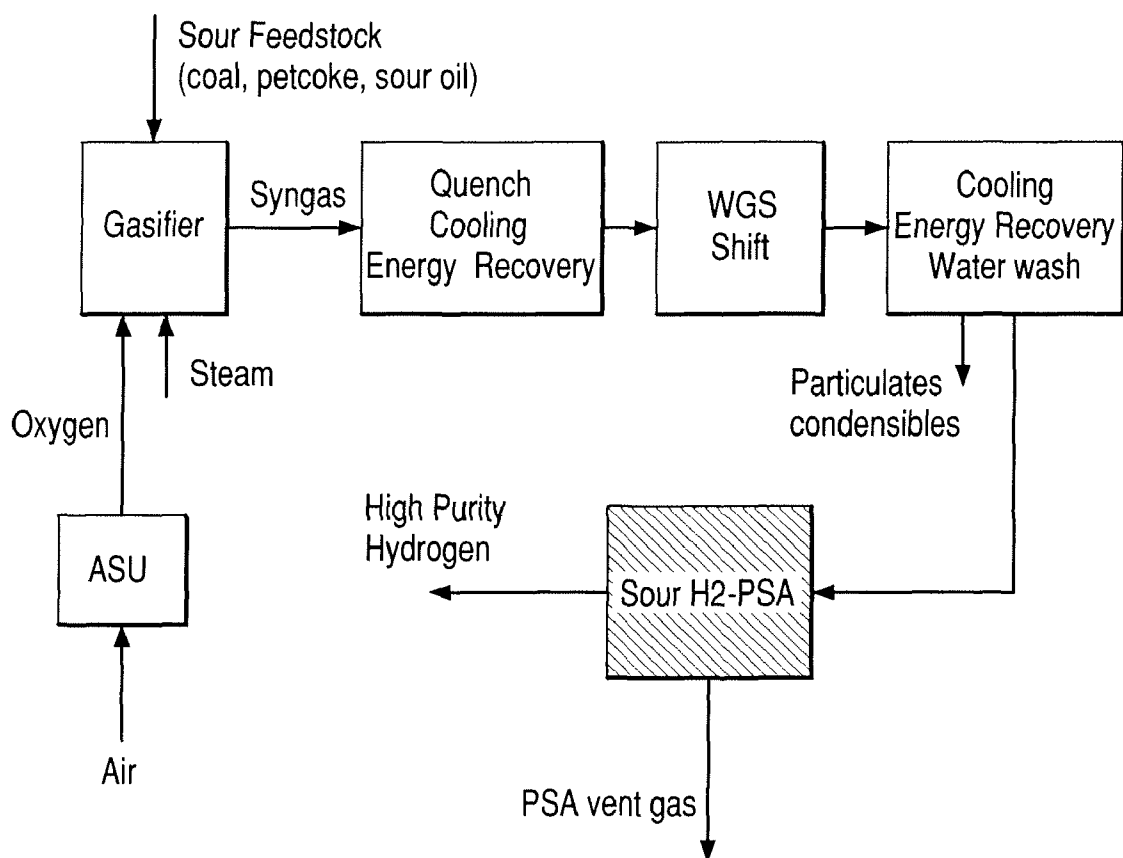 Sour Feedstock
(coal, petcoke, sour oil)
Gasifier
Syngas
Quench
Cooling
Energy Recovery
WGS
Shift
Cooling
Energy Recovery
Water wash
Steam
Oxygen
Particulates
condensibles
ASU
Air
High Purity
Hydrogen
Sour H2-PSA
PSA vent gas